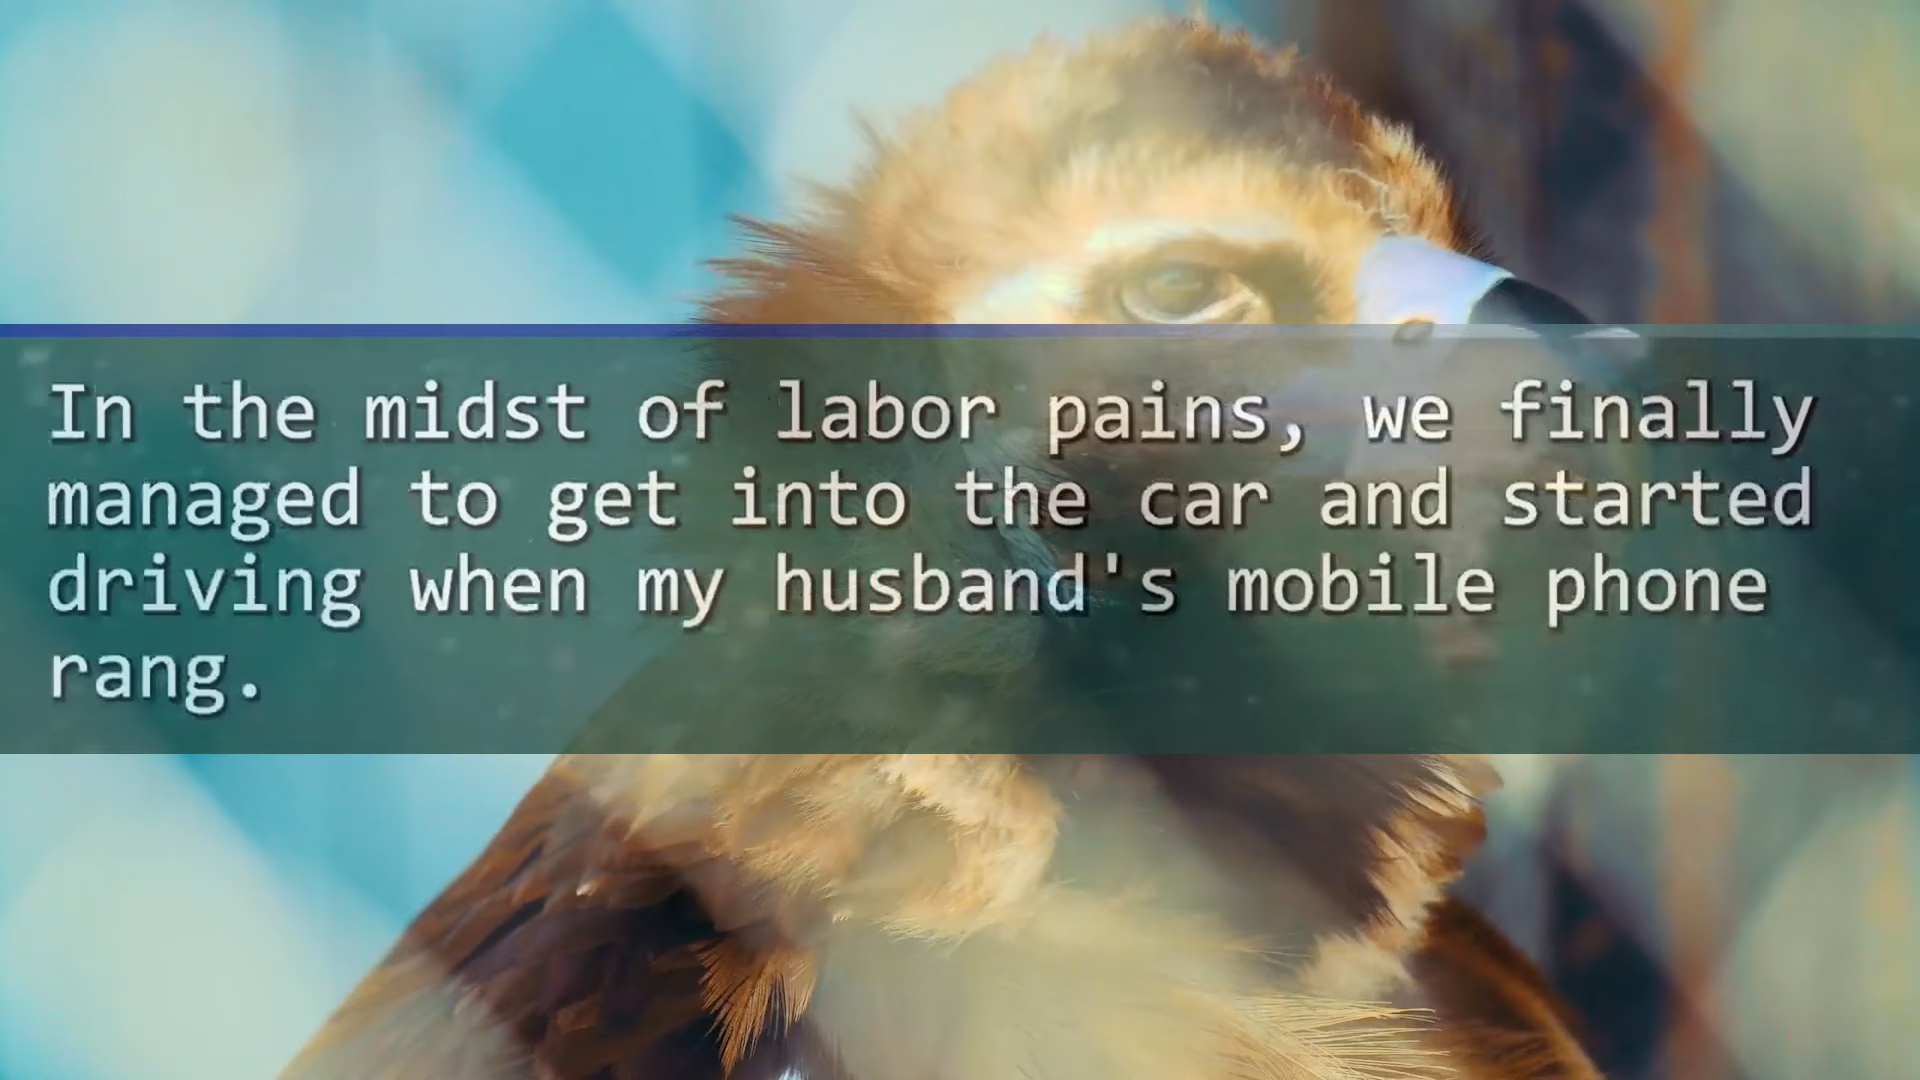 In the midst of labor pains, we finally
managed to get into the car and started
driving when my husband's mobile phone
rang.